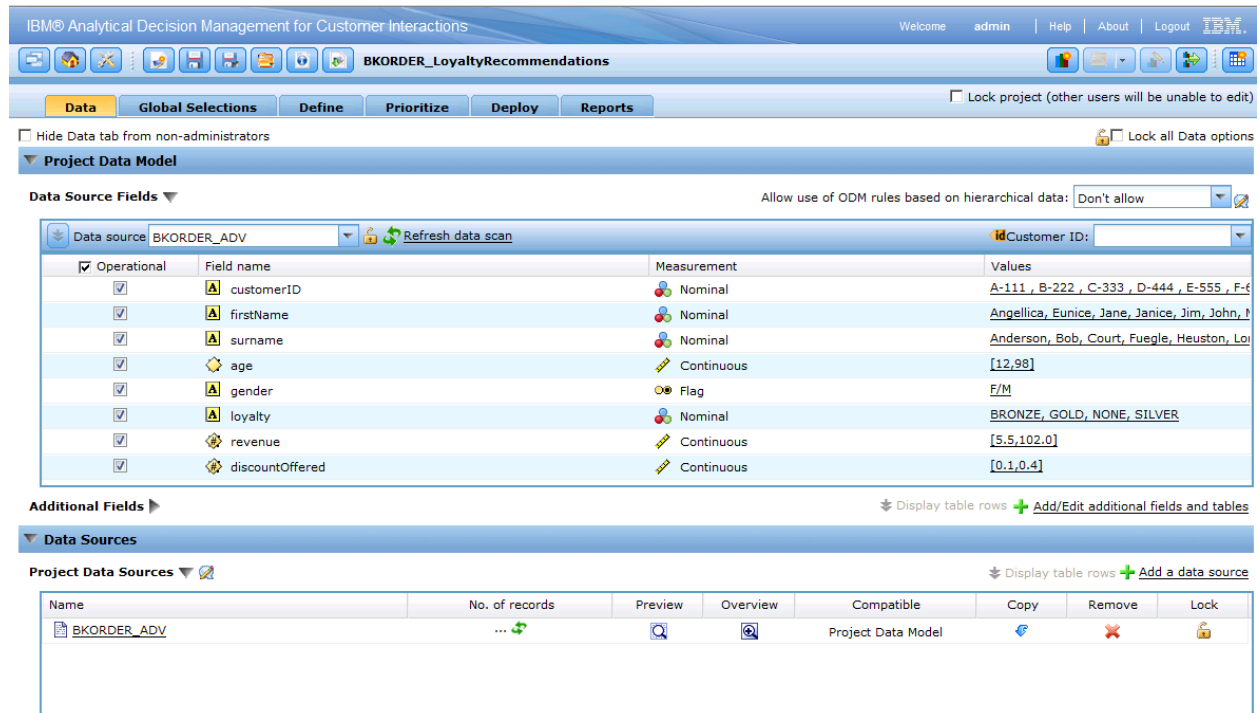 IBM® Analytical Decision Management for Customer Interactions Welcome admin | Help | About | Logout IBM.
BKORDER_LoyaltyRecommendations
Data Global Selections Define Prioritize Deploy Reports Lock project (other users will be unable to edit)
Hide Data tab from non-administrators Lock all Data options
Project Data Model
Data Source Fields Allow use of ODM rules based on hierarchical data: Don't allow
Data source BKORDER_ADV Refresh data scan id Customer ID:
Operational Field name Measurement Values
A customerID Nominal A-111 , B-222 , C-333 , D-444 , E-555 ,
A firstName Nominal Angellica, Eunice, Jane, Janice, Jim, John,
A surname Nominal Anderson, Bob, Court, Fuegle, Heuston,
age Continuous [12,98]
A gender Flag F/M
A loyalty Nominal BRONZE, GOLD, NONE, SILVER
# revenue Continuous [5.5,102.0]
# discountOffered Continuous [0.1,0.4]
Additional Fields Display table rows Add/Edit additional fields and tables
Data Sources
Project Data Sources Display table rows Add a data source
Name No. of records Preview Overview Compatible Copy Remove Lock
BKORDER_ADV ... Project Data Model